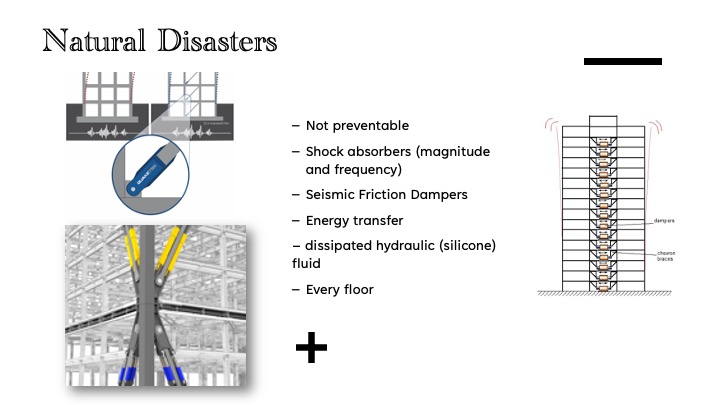 Natural Disasters
– Not preventable
– Shock absorbers (magnitude
and frequency)
– Seismic Friction Dampers
– Energy transfer
– dissipated hydraulic (silicone)
fluid
– Every floor
+
dampers
chevron
braces